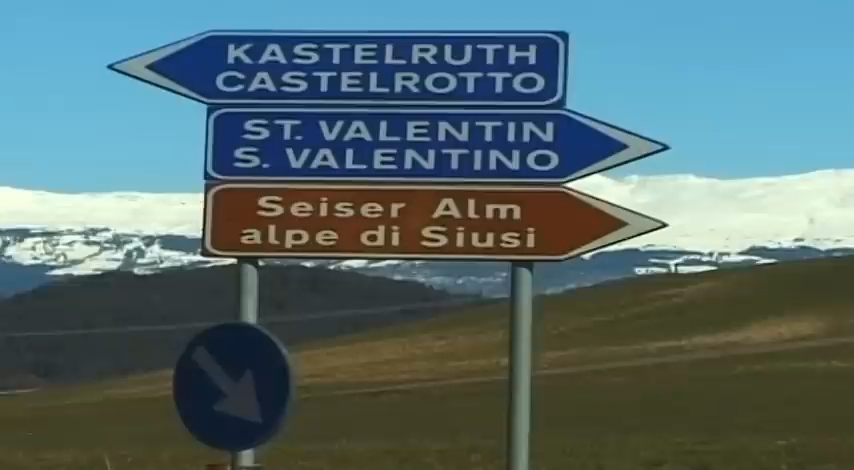 KASTELRUTH
CASTELROTTO
ST. VALENTIN
S. VALENTINO
Seiser Alm
alpe di Siusi